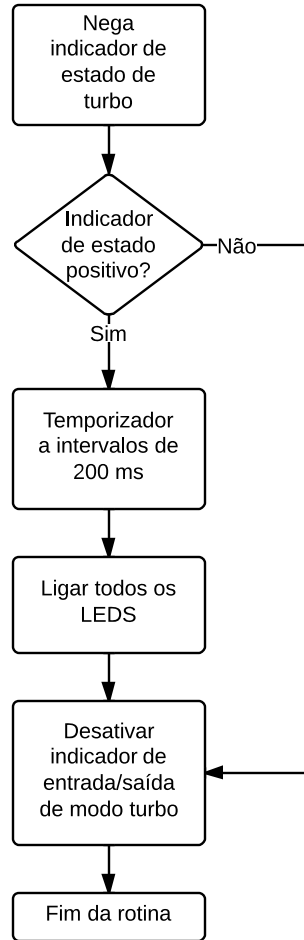 Nega
indicador de
estado de
turbo
Indicador
de estado
positivo?
Não
Sim
Temporizador
a intervalos de
200 ms
Ligar todos os
LEDS
Desativar
indicador de
entrada/saída
de modo turbo
Fim da rotina